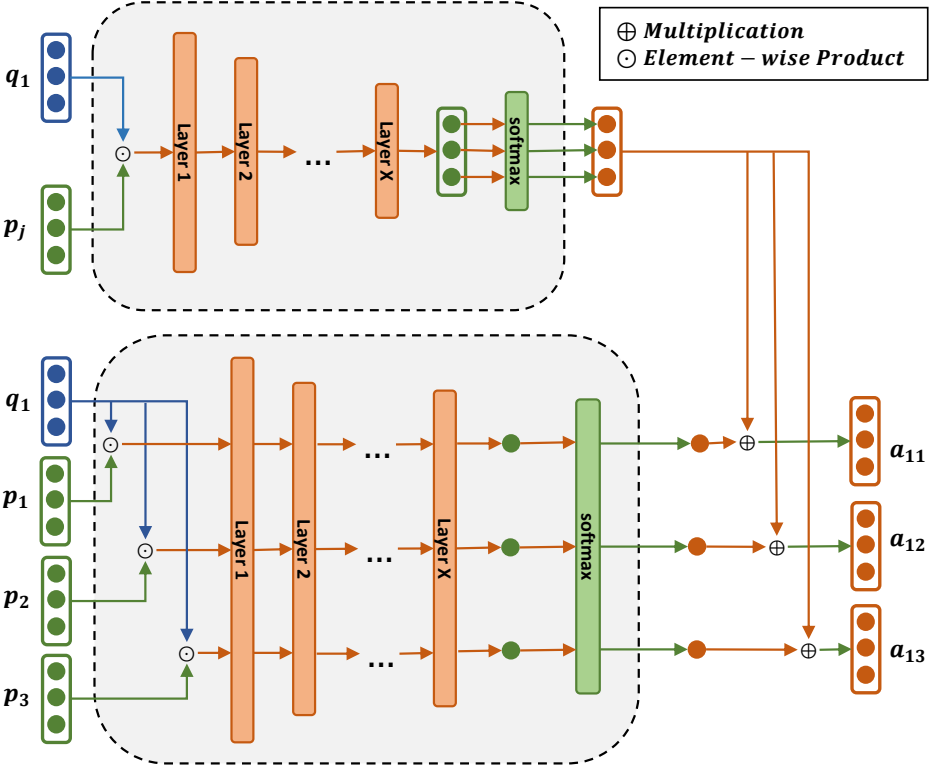 ⊕ Multiplication
⊙ Element − wise Product
q₁
⊙
pⱼ
Layer 1
Layer 2
...
Layer X
softmax
q₁
p₁
p₂
p₃
⊙
⊙
⊙
Layer 1
Layer 2
...
...
...
Layer X
softmax
⊕
⊕
⊕
a₁₁
a₁₂
a₁₃